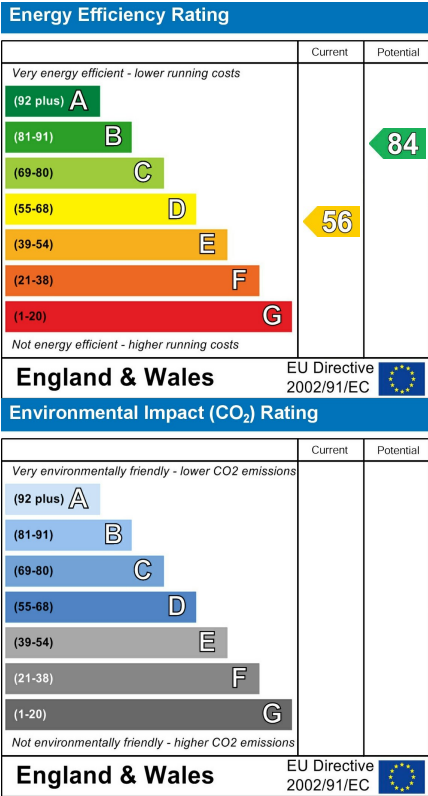 Energy Efficiency Rating
Current Potential
Very energy efficient - lower running costs
(92 plus) A
(81-91) B
84
(69-80) C
(55-68) D
56
(39-54) E
(21-38) F
(1-20) G
Not energy efficient - higher running costs
England & Wales
EU Directive
2002/91/EC
Environmental Impact (CO₂) Rating
Current Potential
Very environmentally friendly - lower CO2 emissions
(92 plus) A
(81-91) B
(69-80) C
(55-68) D
(39-54) E
(21-38) F
(1-20) G
Not environmentally friendly - higher CO2 emissions
England & Wales
EU Directive
2002/91/EC